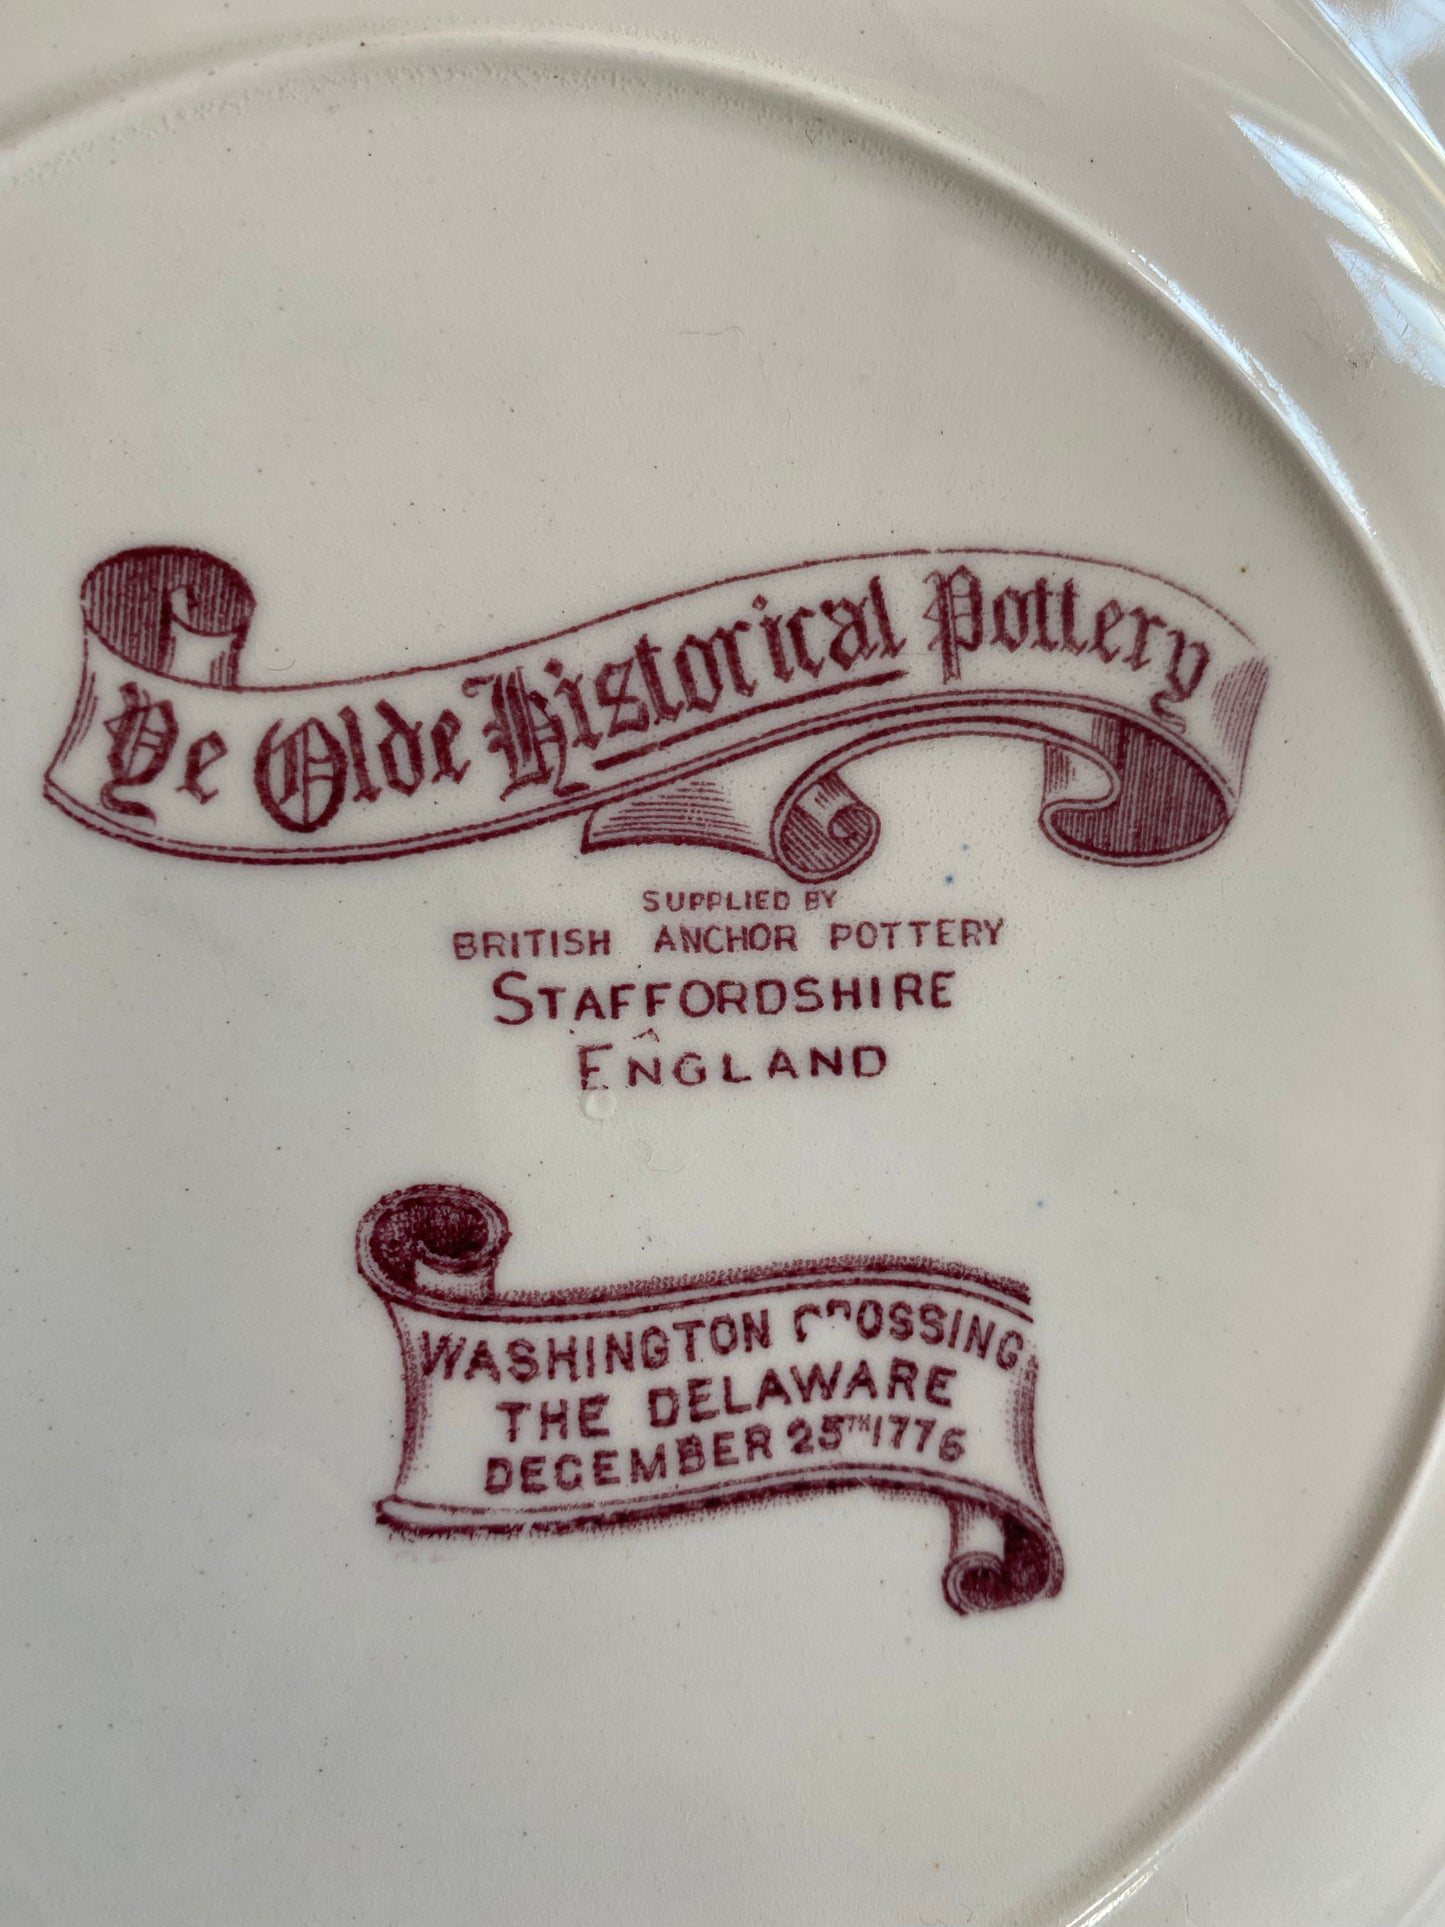 Ye Olde Historical Pottery
SUPPLIED BY
BRITISH ANCHOR POTTERY
STAFFORDSHIRE
ENGLAND
WASHINGTON CROSSING
THE DELAWARE
DECEMBER 25TH 1776